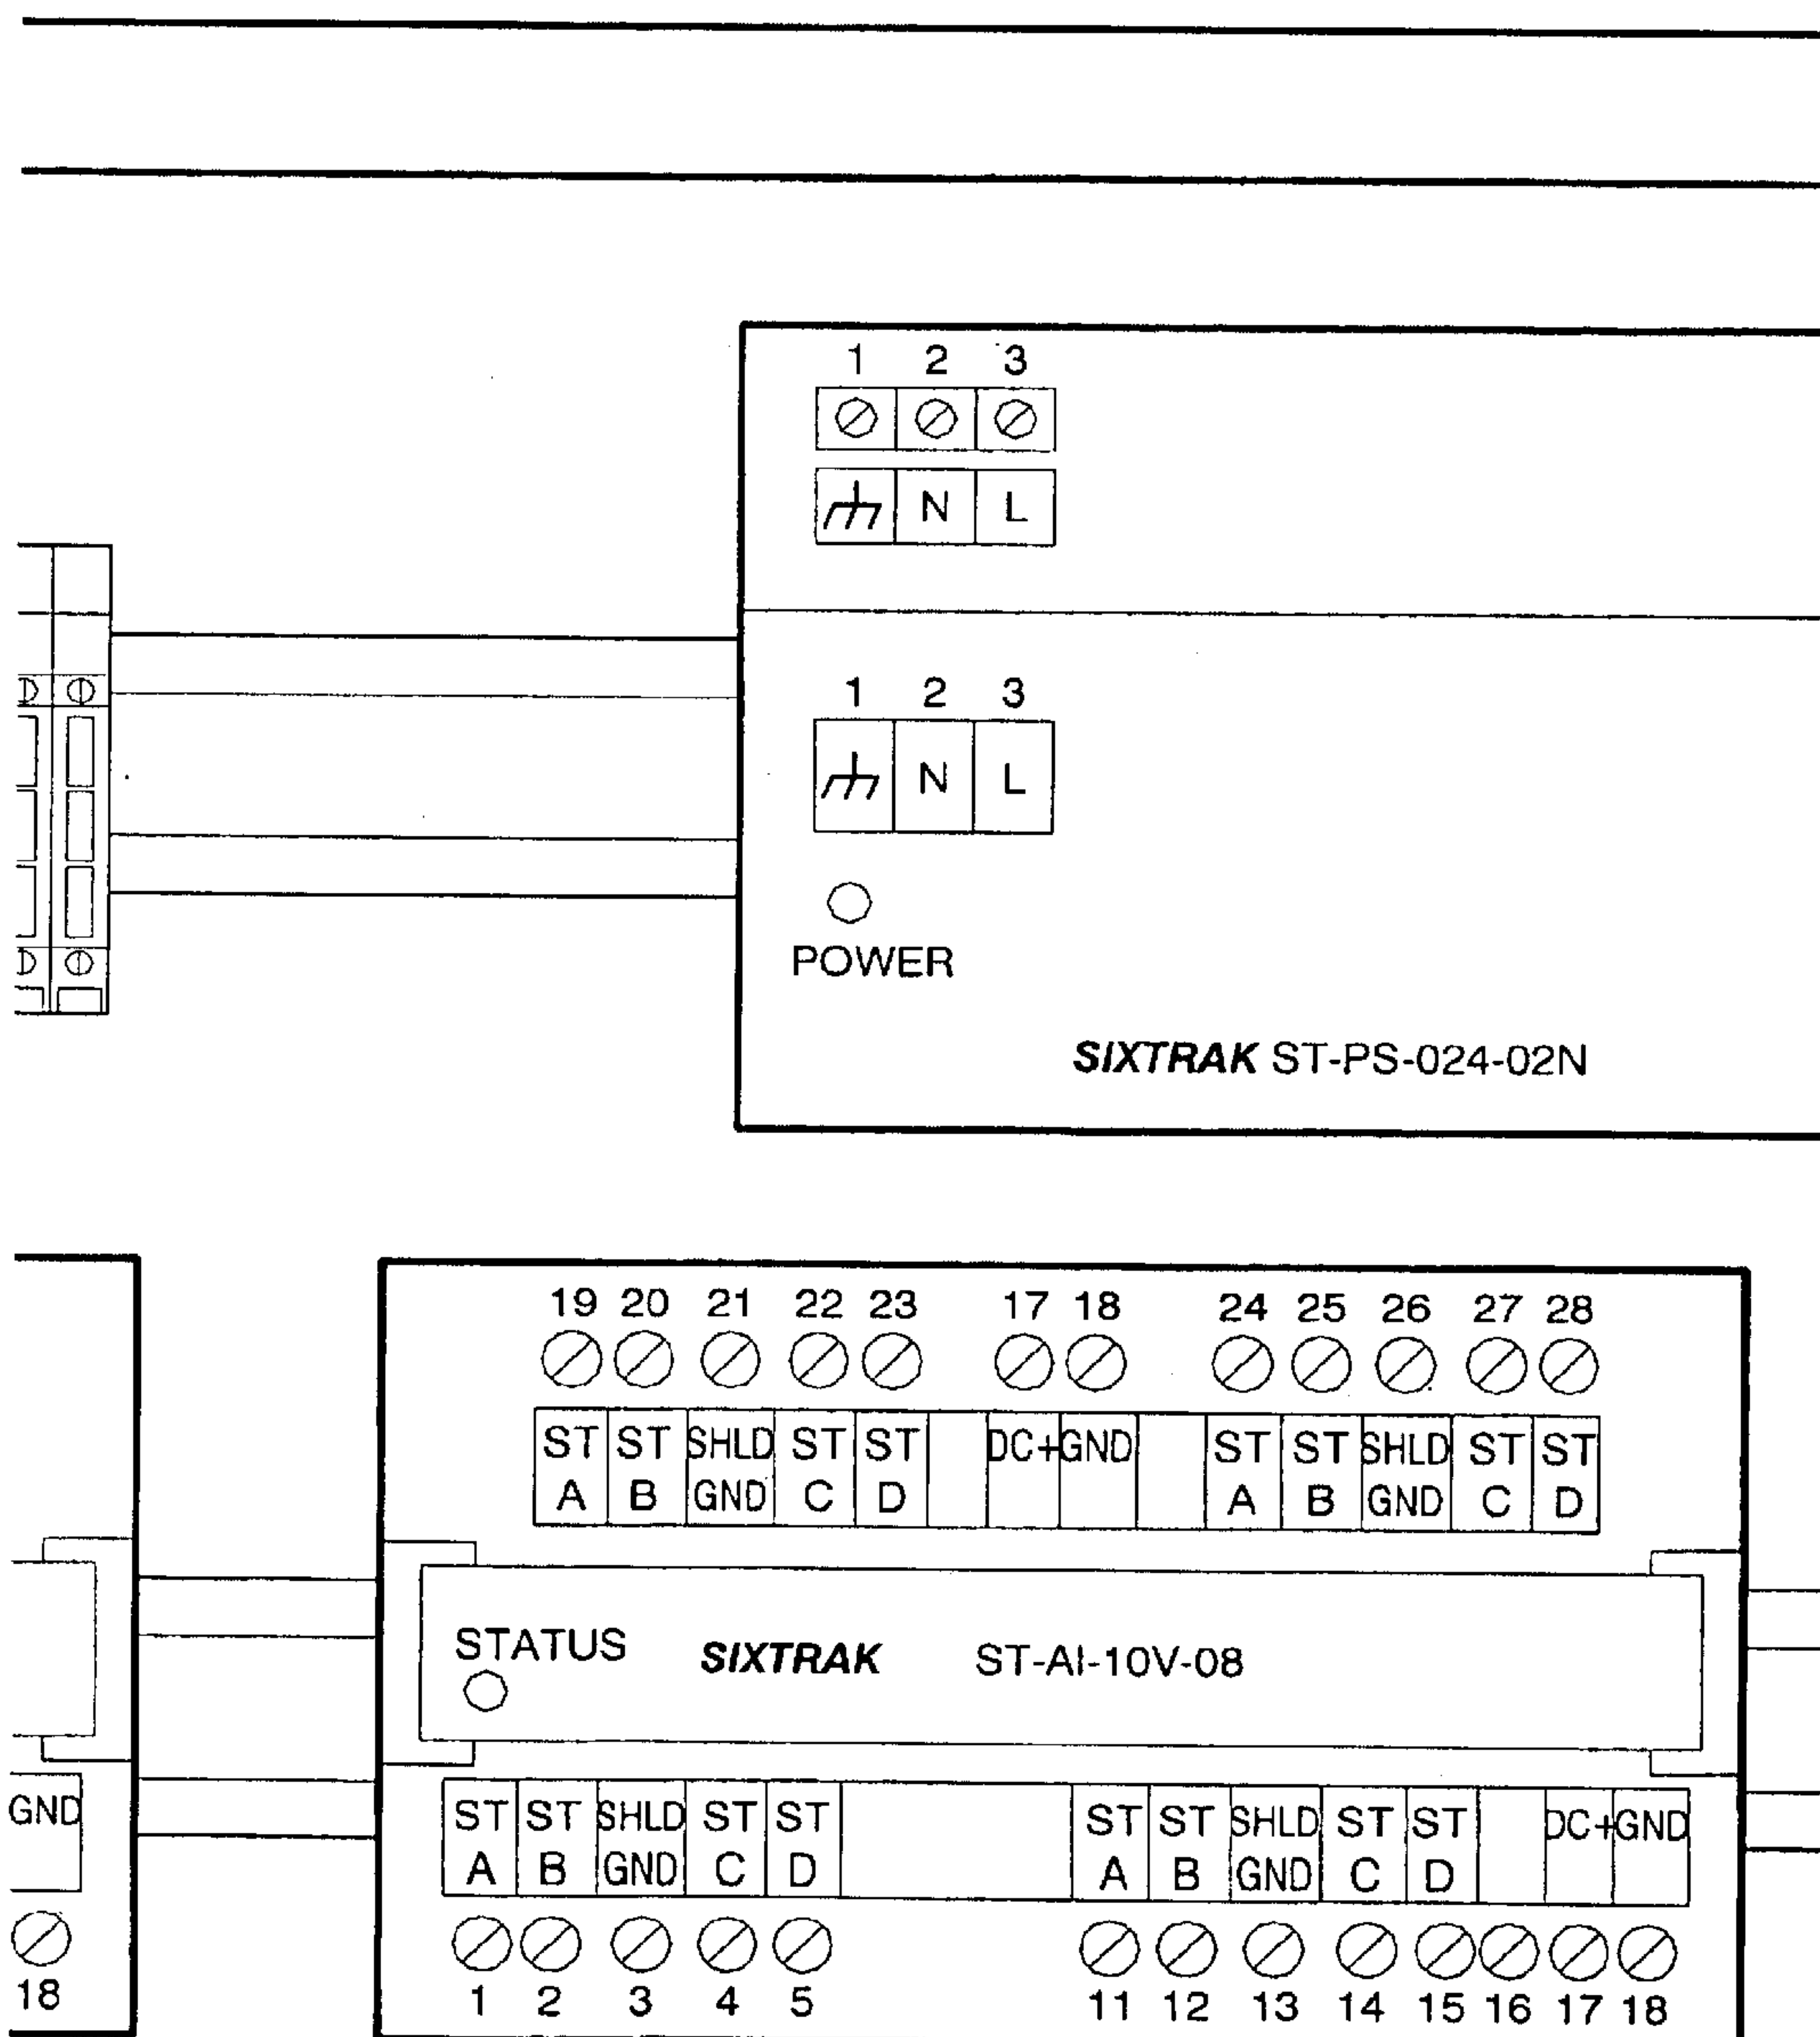 1 2 3
N L
1 2 3
N L
POWER
SIXTRAK ST-PS-024-02N
19 20 21 22 23 17 18 24 25 26 27 28
ST ST SHLD ST ST DC+ GND ST ST SHLD ST ST
A B GND C D A B GND C D
STATUS SIXTRAK ST-AI-10V-08
GND ST ST SHLD ST ST ST ST SHLD ST ST DC+ GND
A B GND C D A B GND C D
18 1 2 3 4 5 11 12 13 14 15 16 17 18